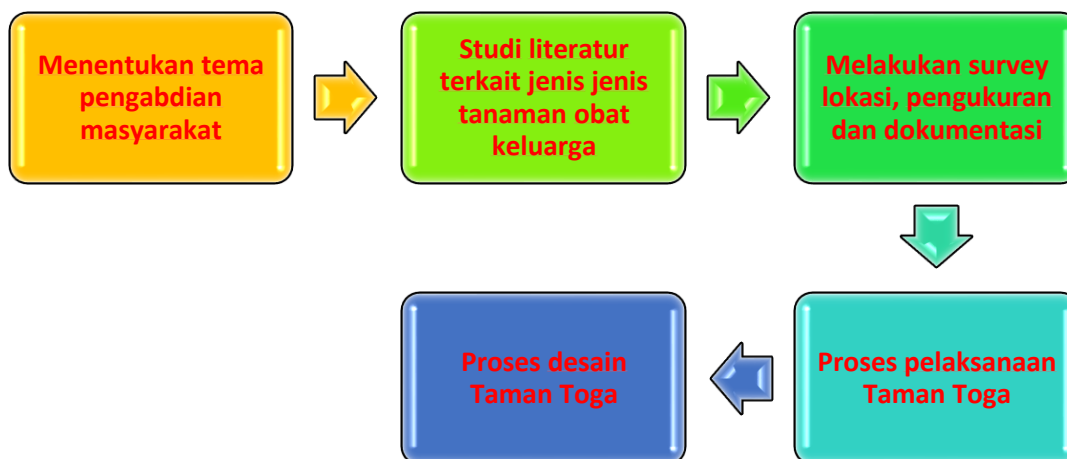 Menentukan tema
pengabdian
masyarakat
Studi literatur
terkait jenis jenis
tanaman obat
keluarga
Melakukan survey
lokasi, pengukuran
dan dokumentasi
Proses pelaksanaan
Taman Toga
Proses desain
Taman Toga